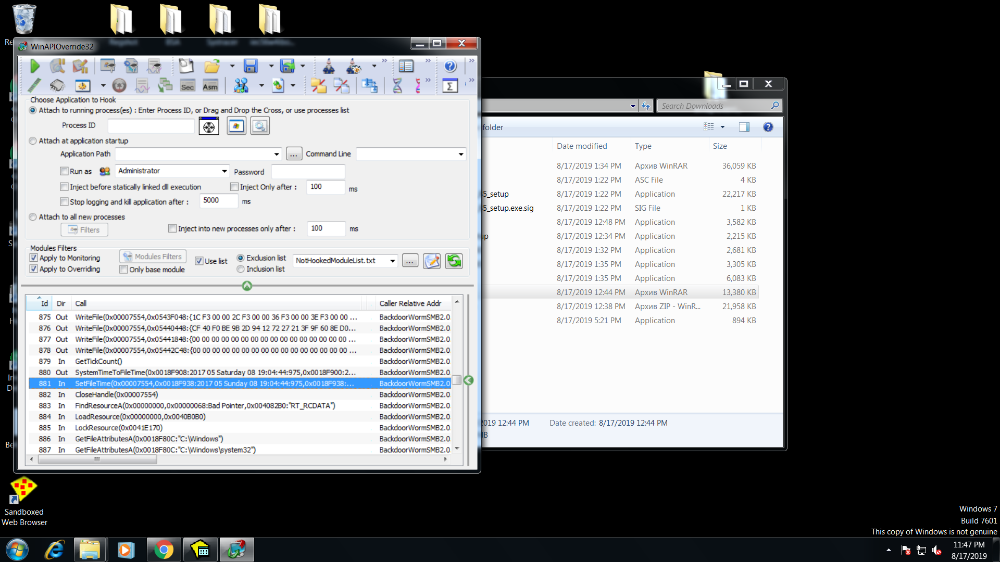 WinAPIOverride32
Sec
Asm
Choose Application to Hook
Attach to running process(es) : Enter Process ID, or Drag and Drop the Cross, or use processes list
Process ID
Attach at application startup
Application Path
...
Command Line
Run as
Administrator
Password
Inject before statically linked dll execution
Inject Only after :
100
ms
Stop logging and kill application after :
5000
ms
Attach to all new processes
Filters
Inject into new processes only after :
100
ms
Modules Filters
Apply to Monitoring
Modules Filters
Use list
Exclusion list
NotHookedModuleList.txt
...
Apply to Overriding
Only base module
Inclusion list
Id Dir Call Caller Relative Addr
875 Out WriteFile(0x00007554,0x0543F048:{1C F3 00 00 2C F3 00 00 36 F3 00 00 3E F3 00 00 ... BackdoorWormSMB2.0
876 Out WriteFile(0x00007554,0x05440448:{CF 40 F0 BE 9B 2D 94 12 72 27 21 3F 9F 60 8E D0... BackdoorWormSMB2.0
877 Out WriteFile(0x00007554,0x05441848:{00 00 00 00 00 00 00 00 00 00 00 00 00 00 00 ... BackdoorWormSMB2.0
878 Out WriteFile(0x00007554,0x05442C48:{00 00 00 00 00 00 00 00 00 00 00 00 00 00 00 ... BackdoorWormSMB2.0
879 In GetTickCount() BackdoorWormSMB2.0
880 Out SystemTimeToFileTime(0x0018F908:2017 05 Saturday 08 19:04:44:975,0x0018F900:2... BackdoorWormSMB2.0
881 In SetFileTime(0x00007554,0x0018F938:2017 05 Sunday 08 19:04:44:975,0x0018F938:... BackdoorWormSMB2.0
882 In CloseHandle(0x00007554) BackdoorWormSMB2.0
883 In FindResourceA(0x00000000,0x00000068:Bad Pointer,0x004082B0:"RT_RCDATA") BackdoorWormSMB2.0
884 In LoadResource(0x00000000,0x0040B0B0) BackdoorWormSMB2.0
885 In LockResource(0x0041E170) BackdoorWormSMB2.0
886 In GetFileAttributesA(0x0018F80C:"C:\Windows") BackdoorWormSMB2.0
887 In GetFileAttributesA(0x0018F80C:"C:\Windows\system32") BackdoorWormSMB2.0
Search Downloads
folder
Date modified Type Size
8/17/2019 1:34 PM Архив WinRAR 36,059 KB
8/17/2019 1:22 PM ASC File 4 KB
35_setup 8/17/2019 1:22 PM Application 22,217 KB
35_setup.exe.sig 8/17/2019 1:22 PM SIG File 1 KB
8/17/2019 12:48 PM Application 3,582 KB
up 8/17/2019 12:34 PM Application 2,215 KB
8/17/2019 1:32 PM Application 2,681 KB
8/17/2019 1:35 PM Application 3,305 KB
8/17/2019 1:35 PM Application 6,083 KB
8/17/2019 12:44 PM Архив WinRAR 13,380 KB
8/17/2019 12:38 PM Архив ZIP - WinR... 21,958 KB
8/17/2019 5:21 PM Application 894 KB
2019 12:44 PM Date created: 8/17/2019 12:44 PM
MB
Re
S
H
In
D
Be
Sandboxed
Web Browser
Windows 7
Build 7601
This copy of Windows is not genuine
11:47 PM
8/17/2019